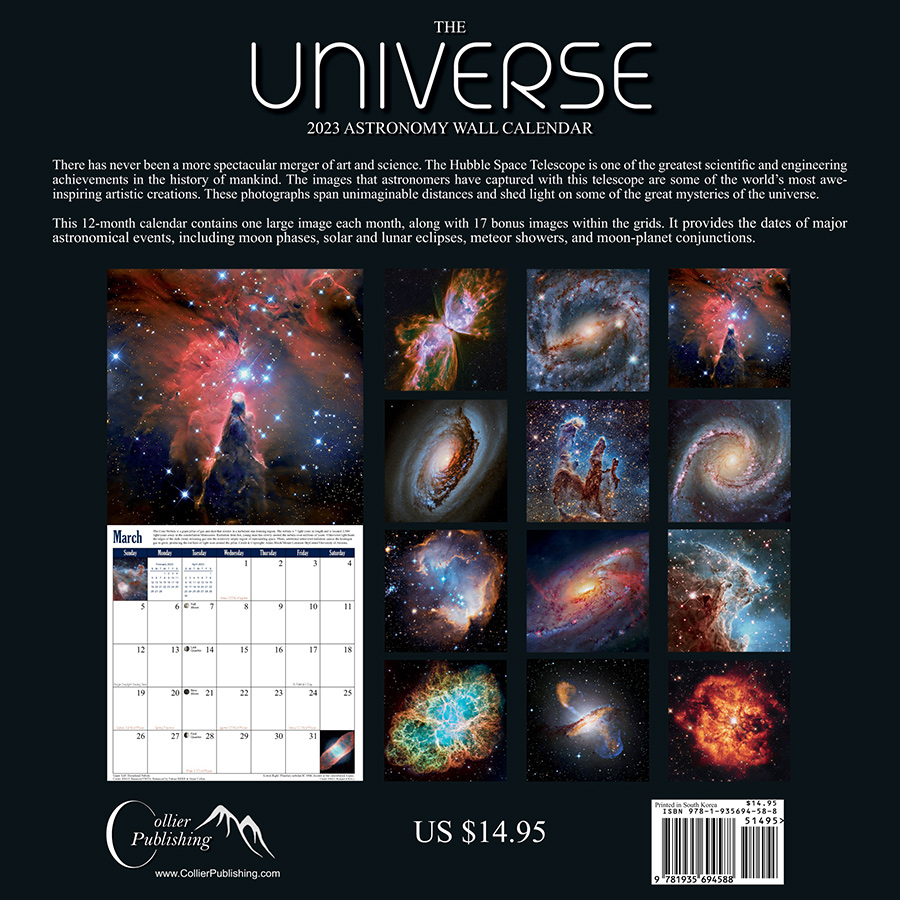 THE
UNIVERSE
2023 ASTRONOMY WALL CALENDAR
There has never been a more spectacular merger of art and science. The Hubble Space Telescope is one of the greatest scientific and engineering
achievements in the history of mankind. The images that astronomers have captured with this telescope are some of the world's most awe-
inspiring artistic creations. These photographs span unimaginable distances and shed light on some of the great mysteries of the universe.
This 12-month calendar contains one large image each month, along with 17 bonus images within the grids. It provides the dates of major
astronomical events, including moon phases, solar and lunar eclipses, meteor showers, and moon-planet conjunctions.
March
Sunday Monday Tuesday Wednesday Thursday Friday Saturday
1 2 3 4
5 6 7 8 9 10 11
12 13 14 15 16 17 18
19 20 21 22 23 24 25
26 27 28 29 30 31
Collier
Publishing
www.CollierPublishing.com
US $14.95
Printed in South Korea
$14.95
ISBN 978-1-935694-58-8
51495>
9 781935 694588